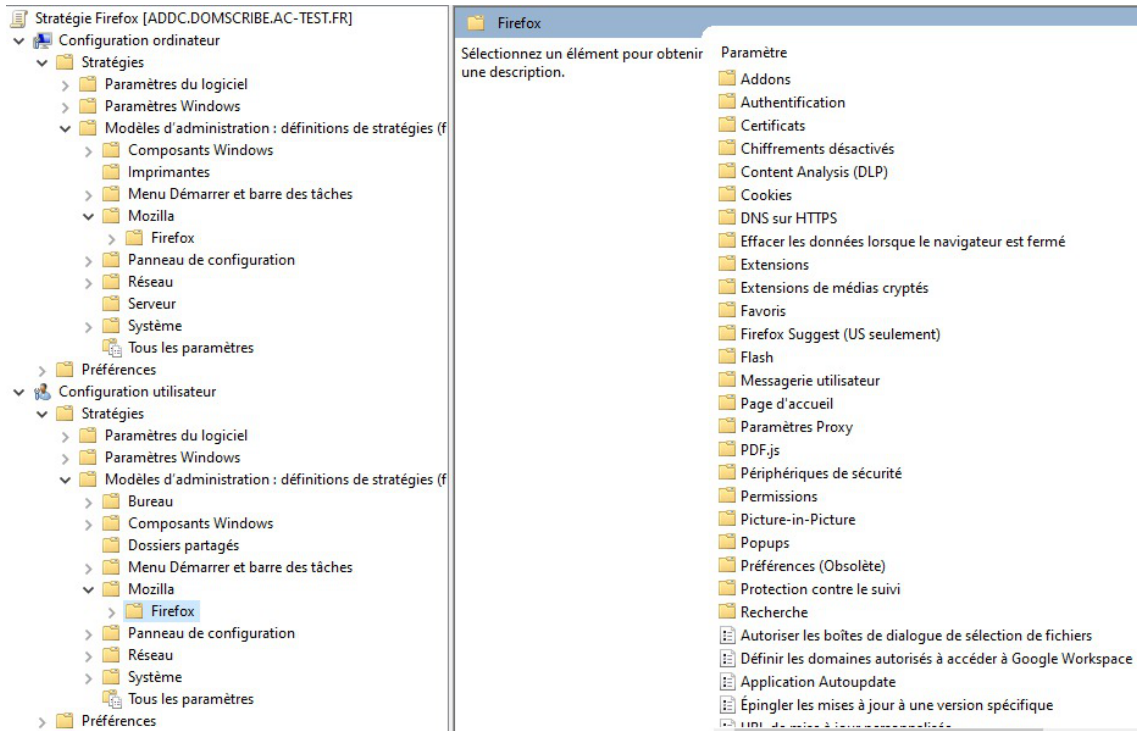 Stratégie Firefox [ADDC.DOMSCRIBE.AC-TEST.FR]
Configuration ordinateur
Stratégies
Paramètres du logiciel
Paramètres Windows
Modèles d'administration : définitions de stratégies (f
Composants Windows
Imprimantes
Menu Démarrer et barre des tâches
Mozilla
Firefox
Panneau de configuration
Réseau
Serveur
Système
Tous les paramètres
Préférences
Configuration utilisateur
Stratégies
Paramètres du logiciel
Paramètres Windows
Modèles d'administration : définitions de stratégies (f
Bureau
Composants Windows
Dossiers partagés
Menu Démarrer et barre des tâches
Mozilla
Firefox
Panneau de configuration
Réseau
Système
Tous les paramètres
Préférences
Firefox
Sélectionnez un élément pour obtenir
une description.
Paramètre
Addons
Authentification
Certificats
Chiffrements désactivés
Content Analysis (DLP)
Cookies
DNS sur HTTPS
Effacer les données lorsque le navigateur est fermé
Extensions
Extensions de médias cryptés
Favoris
Firefox Suggest (US seulement)
Flash
Messagerie utilisateur
Page d'accueil
Paramètres Proxy
PDF.js
Périphériques de sécurité
Permissions
Picture-in-Picture
Popups
Préférences (Obsolète)
Protection contre le suivi
Recherche
Autoriser les boîtes de dialogue de sélection de fichiers
Définir les domaines autorisés à accéder à Google Workspace
Application Autoupdate
Épingler les mises à jour à une version spécifique